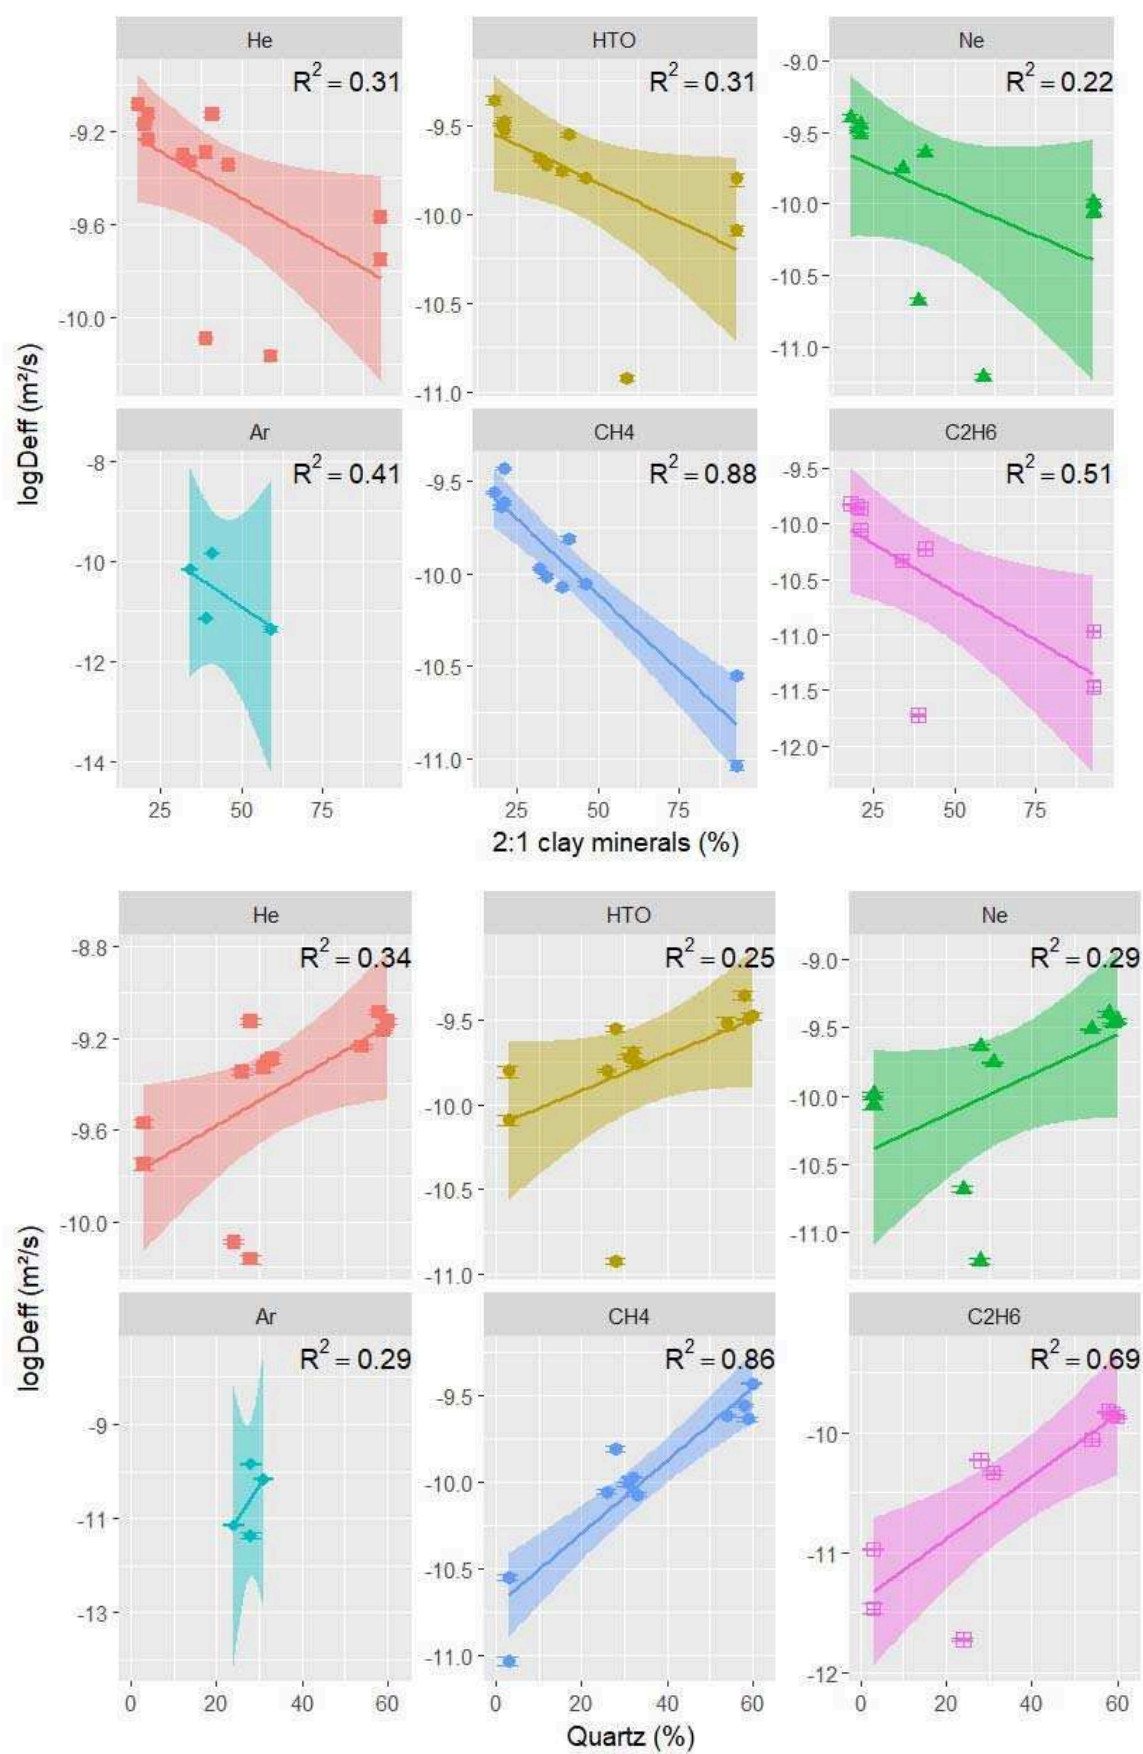 He HTO Ne
R² = 0.31 R² = 0.31 R² = 0.22
-9.2 -9.6 -10.0
-9.5 -10.0 -10.5 -11.0
-9.0 -9.5 -10.0 -10.5 -11.0
logDeff (m²/s)
Ar CH4 C2H6
R² = 0.41 R² = 0.88 R² = 0.51
-8 -10 -12 -14
-9.5 -10.0 -10.5 -11.0
-9.5 -10.0 -10.5 -11.0 -11.5 -12.0
25 50 75 25 50 75 25 50 75
2:1 clay minerals (%)
He HTO Ne
R² = 0.34 R² = 0.25 R² = 0.29
-8.8 -9.2 -9.6 -10.0
-9.5 -10.0 -10.5 -11.0
-9.0 -9.5 -10.0 -10.5 -11.0
logDeff (m²/s)
Ar CH4 C2H6
R² = 0.29 R² = 0.86 R² = 0.69
-9 -11 -13
-9.5 -10.0 -10.5 -11.0
-10 -11 -12
0 20 40 60 0 20 40 60 0 20 40 60
Quartz (%)